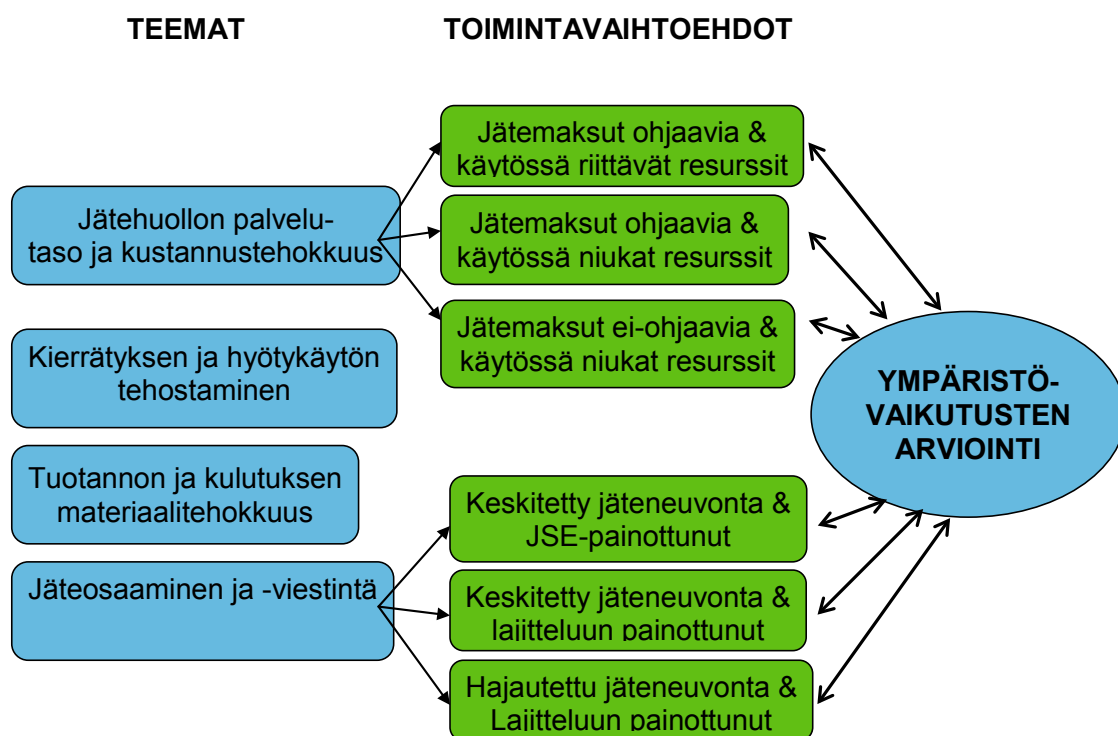 TEEMAT
TOIMINTAVAIHTOEHDOT
Jätehuollon palvelu-
taso ja kustannustehokkuus
Kierrätyksen ja hyötykäytön
tehostaminen
Tuotannon ja kulutuksen
materiaalitehokkuus
Jäteosaaminen ja -viestintä
Jätemaksut ohjaavia &
käytössä riittävät resurssit
Jätemaksut ohjaavia &
käytössä niukat resurssit
Jätemaksut ei-ohjaavia &
käytössä niukat resurssit
Keskitetty jäteneuvonta &
JSE-painottunut
Keskitetty jäteneuvonta &
lajitteluun painottunut
Hajautettu jäteneuvonta &
Lajitteluun painottunut
YMPÄRISTÖ-
VAIKUTUSTEN
ARVIOINTI